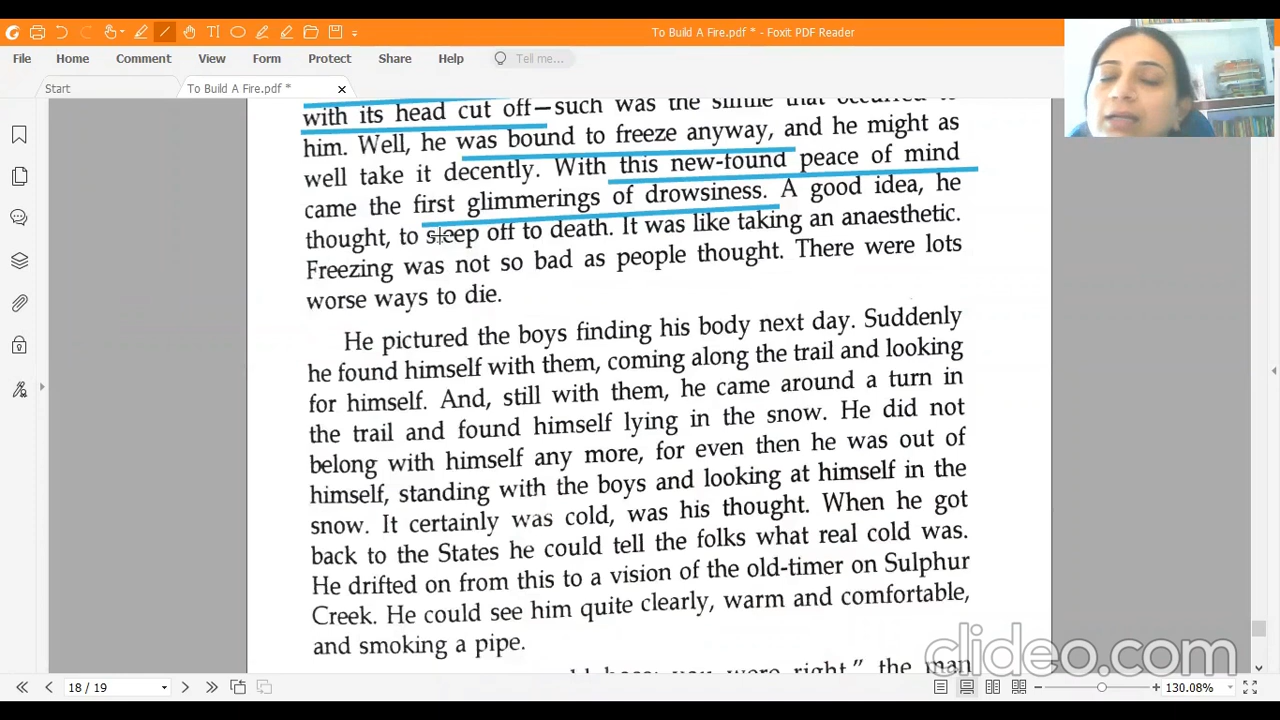 To Build A Fire.pdf * - Foxit PDF Reader
File Home Comment View Form Protect Share Help Tell me...
Start To Build A Fire.pdf *
with its head cut off—such was the simile that occurred to
him. Well, he was bound to freeze anyway, and he might as
well take it decently. With this new-found peace of mind
came the first glimmerings of drowsiness. A good idea, he
thought, to sleep off to death. It was like taking an anaesthetic.
Freezing was not so bad as people thought. There were lots
worse ways to die.
He pictured the boys finding his body next day. Suddenly
he found himself with them, coming along the trail and looking
for himself. And, still with them, he came around a turn in
the trail and found himself lying in the snow. He did not
belong with himself any more, for even then he was out of
himself, standing with the boys and looking at himself in the
snow. It certainly was cold, was his thought. When he got
back to the States he could tell the folks what real cold was.
He drifted on from this to a vision of the old-timer on Sulphur
Creek. He could see him quite clearly, warm and comfortable,
and smoking a pipe.
you were right," the man
clideo.com
18 / 19 130.08%